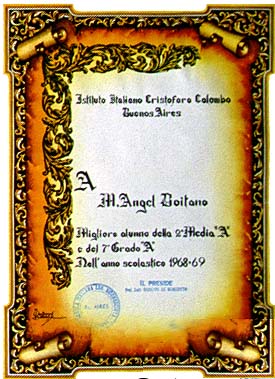 Istituto Italiano Cristoforo Colombo
Buenos Aires
A
M. Angel Boitano
Migliore alunno della 2ª Media "A"
e del 7º Grado "A"
Nell'anno scolastico 1968-69
IL PRESIDE